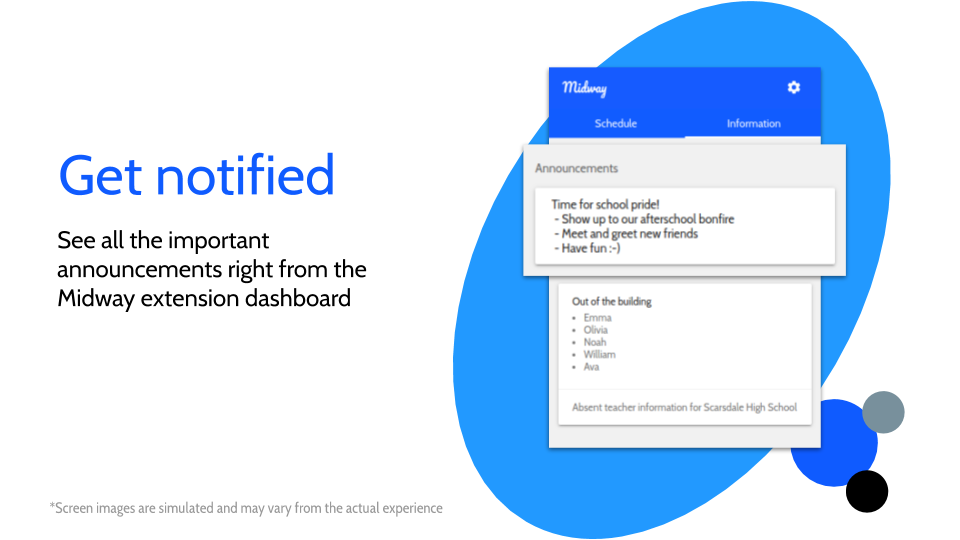 Get notified
See all the important
announcements right from the
Midway extension dashboard
Midway
Schedule Information
Announcements
Time for school pride!
- Show up to our afterschool bonfire
- Meet and greet new friends
- Have fun :-)
Out of the building
• Emma
• Olivia
• Noah
• William
• Ava
Absent teacher information for Scarsdale High School
*Screen images are simulated and may vary from the actual experience